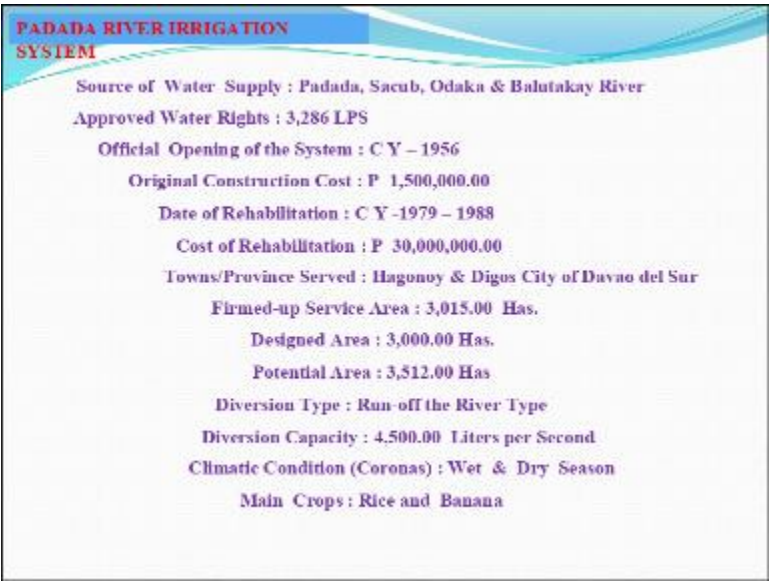 PADADA RIVER IRRIGATION
SYSTEM
Source of Water Supply : Padada, Sacub, Odaka & Balutakay River
Approved Water Rights : 3,286 LPS
Official Opening of the System : C Y – 1956
Original Construction Cost : P 1,500,000.00
Date of Rehabilitation : C Y -1979 – 1988
Cost of Rehabilitation : P 30,000,000.00
Towns/Province Served : Hagonoy & Digos City of Davao del Sur
Firmed-up Service Area : 3,015.00 Has.
Designed Area : 3,000.00 Has.
Potential Area : 3,512.00 Has
Diversion Type : Run-off the River Type
Diversion Capacity : 4,500.00 Liters per Second
Climatic Condition (Coronas) : Wet & Dry Season
Main Crops : Rice and Banana